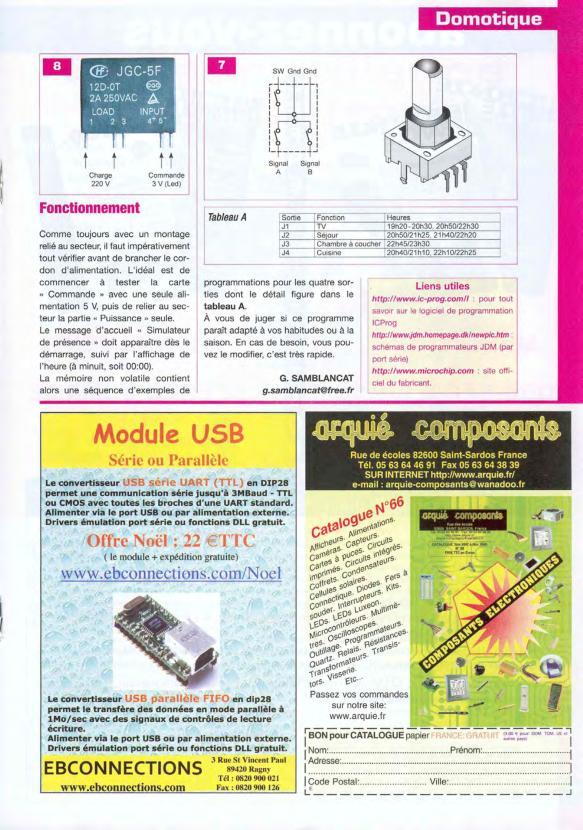 Domotique
8
JGC-5F
12D-0T
2A 250VAC
LOAD INPUT
1 2 3 4+ 5-
Charge
220 V
Commande
3 V (Led)
7
SW Gnd Gnd
Signal
A
Signal
B
Fonctionnement
Comme toujours avec un montage
relié au secteur, il faut impérativement
tout vérifier avant de brancher le cor-
don d'alimentation. L'idéal est de
commencer à tester la carte
« Commande » avec une seule ali-
mentation 5 V, puis de relier au sec-
teur la partie « Puissance » seule.
Le message d'accueil « Simulateur
de présence » doit apparaître dès le
démarrage, suivi par l'affichage de
l'heure (à minuit, soit 00:00).
La mémoire non volatile contient
alors une séquence d'exemples de
Tableau A
Sortie Fonction Heures
J1 TV 19h20 - 20h30, 20h50/22h30
J2 Séjour 20h50/21h25, 21h40/22h20
J3 Chambre à coucher 22h45/23h30
J4 Cuisine 20h40/21h10, 22h10/22h25
programmations pour les quatre sor-
ties dont le détail figure dans le
tableau A.
À vous de juger si ce programme
paraît adapté à vos habitudes ou à la
saison. En cas de besoin, vous pou-
vez le modifier, c'est très rapide.
G. SAMBLANCAT
g.samblancat@free.fr
Liens utiles
http://www.ic-prog.com/l : pour tout
savoir sur le logiciel de programmation
ICProg
http://www.jdm.homepage.dk/newpic.htm :
schémas de programmateurs JDM (par
port série)
http://www.microchip.com : site offi-
ciel du fabricant.
Module USB
Série ou Parallèle
Le convertisseur USB série UART (TTL) en DIP28
permet une communication série jusqu'à 3MBaud - TTL
ou CMOS avec toutes les broches d'une UART standard.
Alimenter via le port USB ou par alimentation externe.
Drivers émulation port série ou fonctions DLL gratuit.
Offre Noël : 22 €TTC
( le module + expédition gratuite)
www.ebconnections.com/Noel
Le convertisseur USB parallèle FIFO en dip28
permet le transfère des données en mode parallèle à
1Mo/sec avec des signaux de contrôles de lecture
écriture.
Alimenter via le port USB ou par alimentation externe.
Drivers émulation port série ou fonctions DLL gratuit.
EBCONNECTIONS
www.ebconnections.com
3 Rue St Vincent Paul
89420 Ragny
Tél : 0820 900 021
Fax : 0820 900 126
arquié composants
Rue de écoles 82600 Saint-Sardos France
Tél. 05 63 64 46 91 Fax 05 63 64 38 39
SUR INTERNET http://www.arquie.fr/
e-mail : arquie-composants@wanadoo.fr
Catalogue N°66
Afficheurs. Alimentations.
Caméras. Capteurs.
Cartes à puces. Circuits
imprimés. Circuits intégrés.
Coffrets. Condensateurs.
Cellules solaires.
Connectique. Diodes. Fers à
souder. Interrupteurs. Kits.
LEDs. LEDs Luxeon.
Microcontrôleurs. Multimè-
tres. Oscilloscopes.
Outillage. Programmateurs.
Quartz. Relais. Résistances.
Transformateurs. Transis-
tors. Visserie.
Etc...
Passez vos commandes
sur notre site:
www.arquie.fr
arquié composants
COMPOSANTS ELECTRONIQUES
BON pour CATALOGUE papier FRANCE: GRATUIT
Nom: Prénom:
Adresse:
Code Postal: Ville: